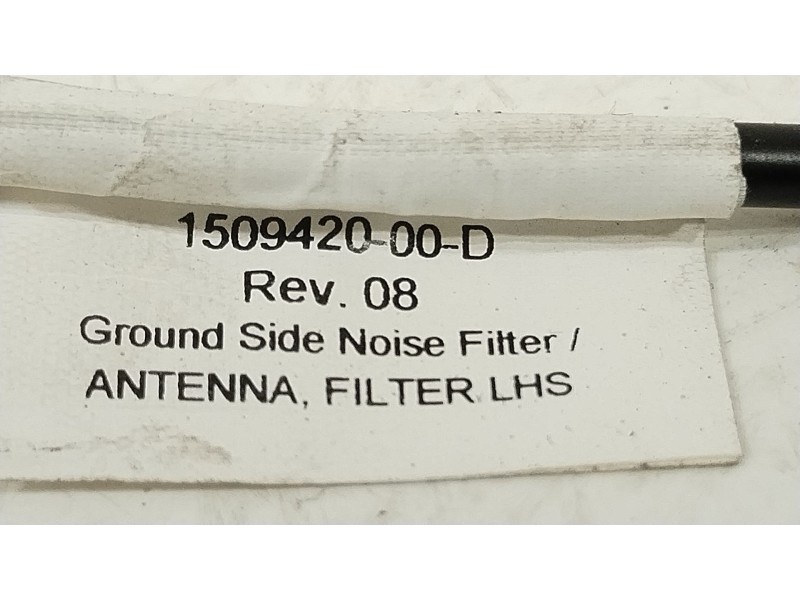 1509420-00-D
Rev. 08
Ground Side Noise Filter /
ANTENNA, FILTER LHS